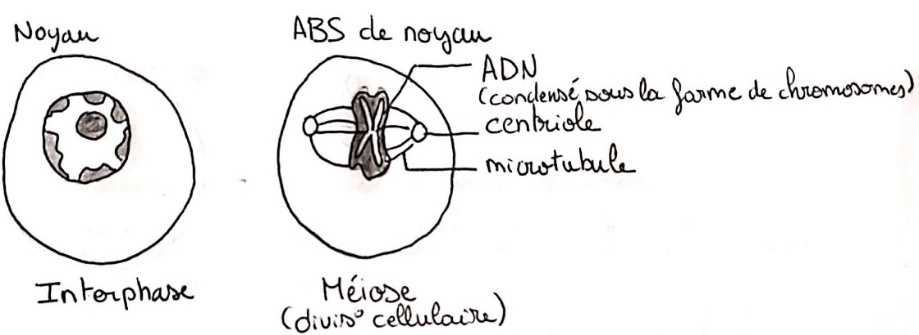 Noyau
ABS de noyau
ADN
(condensé sous la forme de chromosomes)
centriole
microtubule
Interphase
Méiose
(divis° cellulaire)